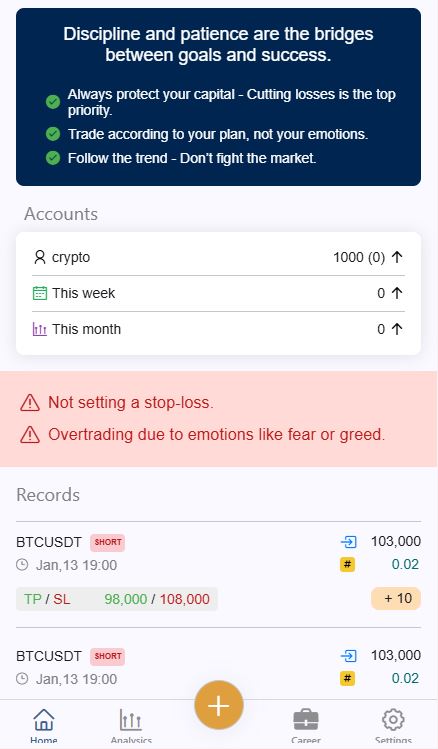 Discipline and patience are the bridges
between goals and success.
Always protect your capital - Cutting losses is the top
priority.
Trade according to your plan, not your emotions.
Follow the trend - Don't fight the market.
Accounts
crypto 1000 (0)
This week 0
This month 0
Not setting a stop-loss.
Overtrading due to emotions like fear or greed.
Records
BTCUSDT SHORT 103,000
Jan,13 19:00 # 0.02
TP / SL 98,000 / 108,000 + 10
BTCUSDT SHORT 103,000
Jan,13 19:00 # 0.02
Home Analysics Career Settings